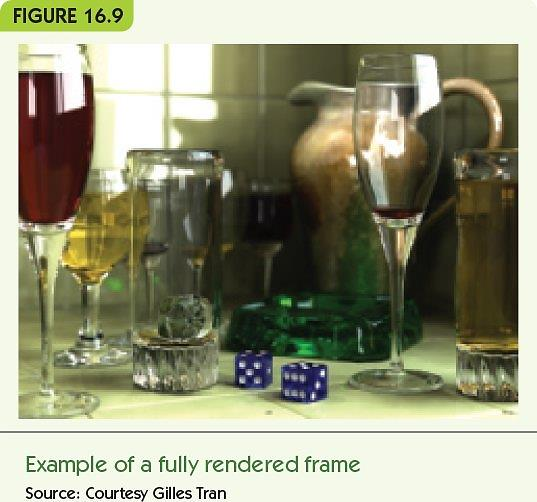 FIGURE 16.9
Example of a fully rendered frame
Source: Courtesy Gilles Tran